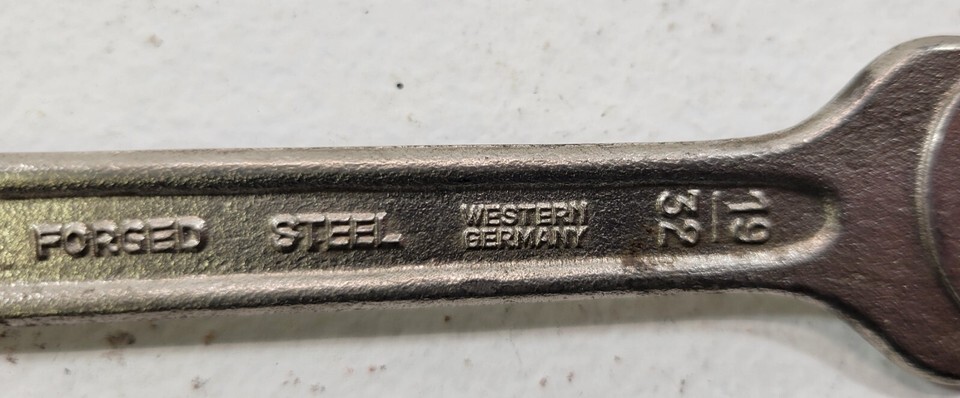 FORGED STEEL
WESTERN
GERMANY
19
32